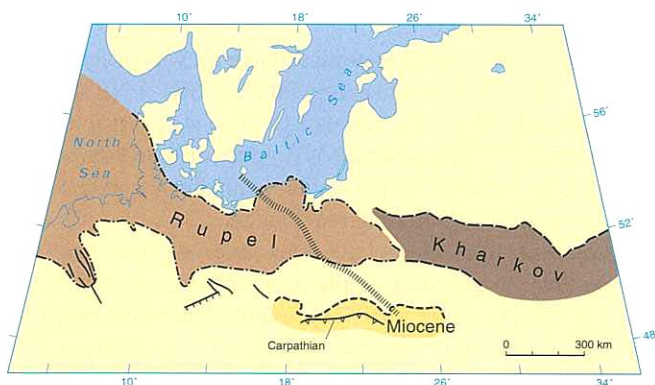 10°
18°
26°
34°
56°
Baltic Sea
North
Sea
52°
Rupel
Kharkov
Miocene
Carpathian
0 300 km
48°
10°
18°
26°
34°